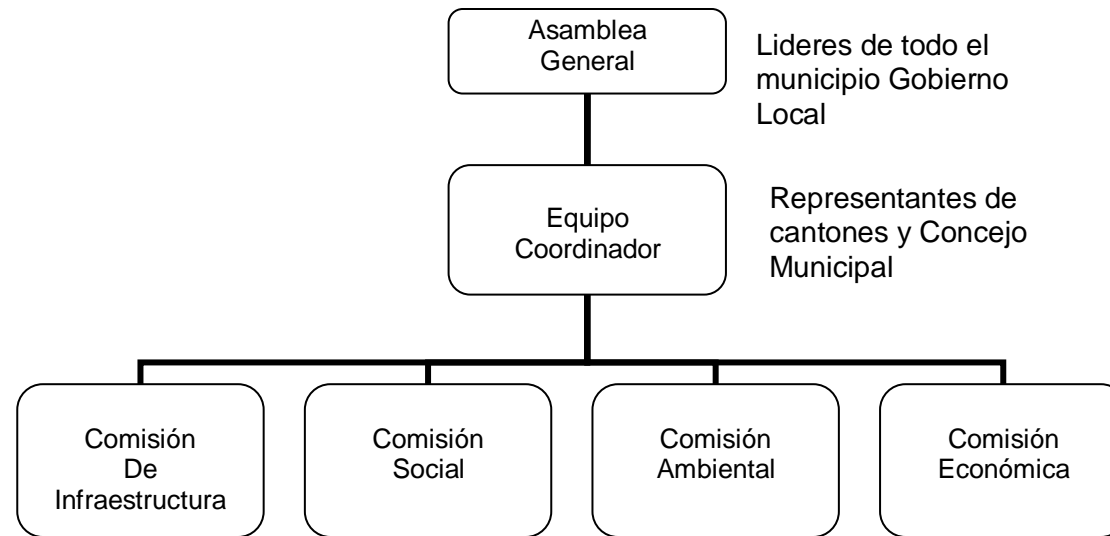 Asamblea
General
Lideres de todo el
municipio Gobierno
Local
Equipo
Coordinador
Representantes de
cantones y Concejo
Municipal
Comisión
De
Infraestructura
Comisión
Social
Comisión
Ambiental
Comisión
Económica